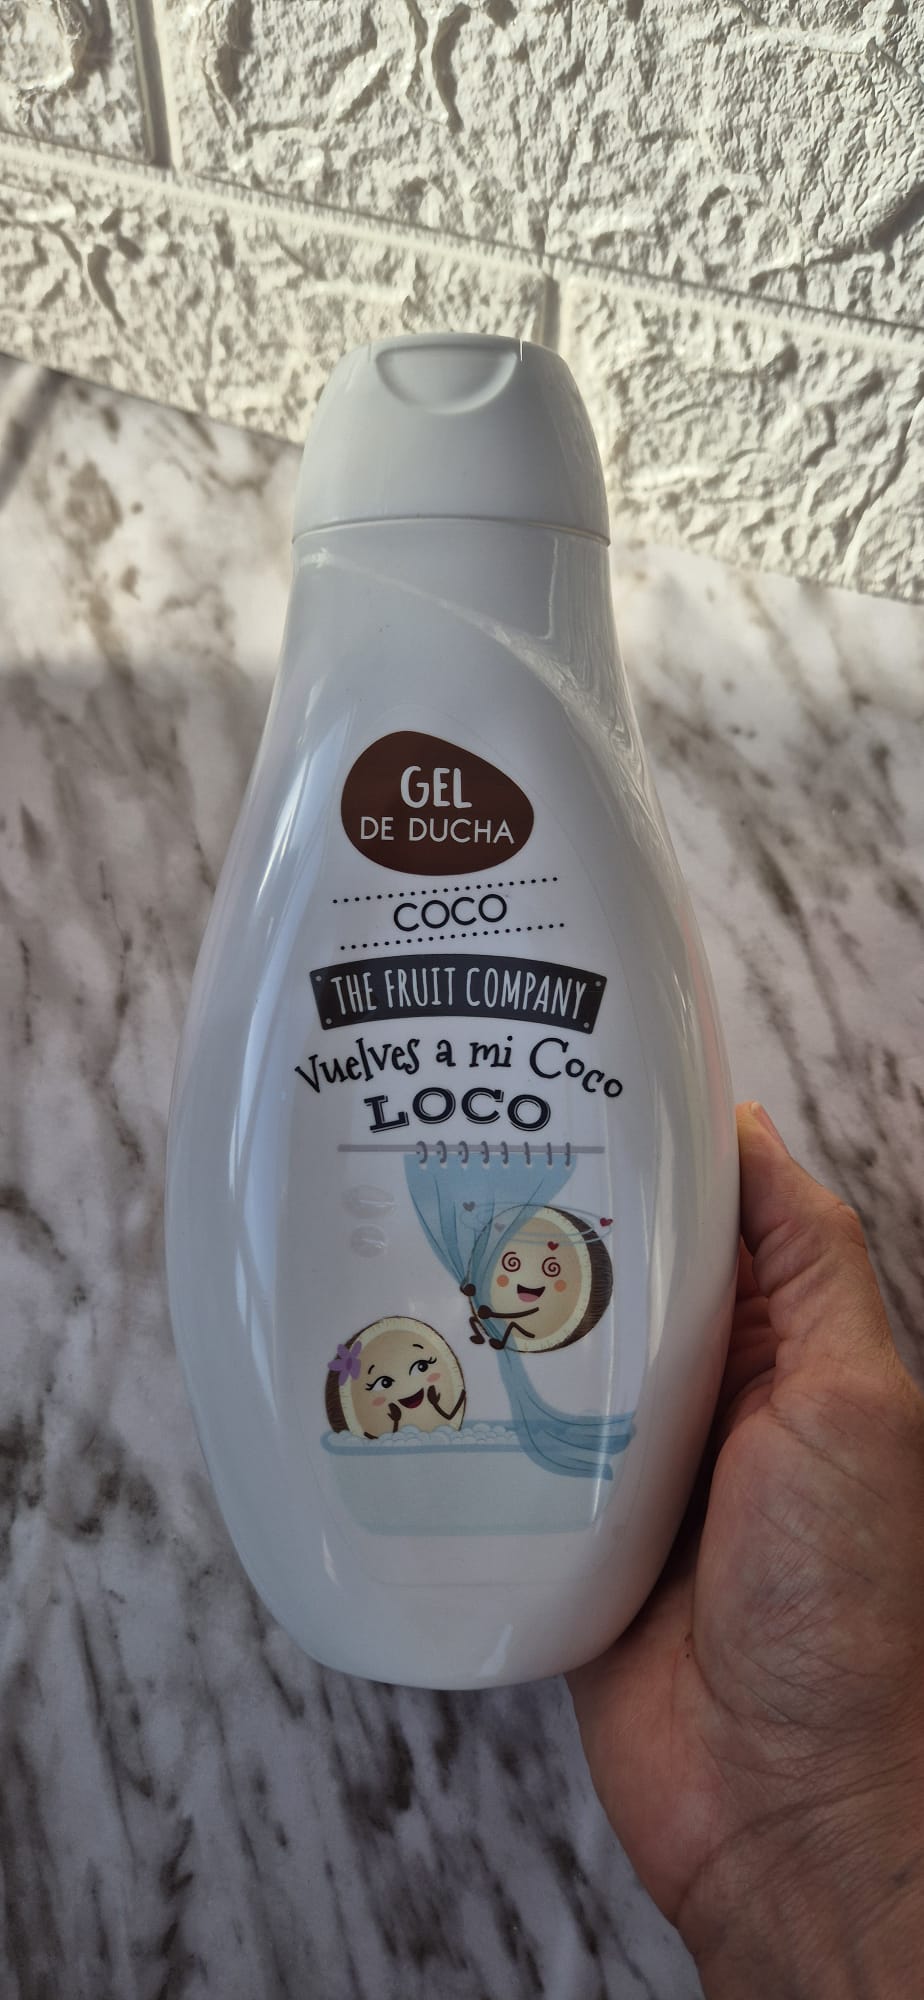 GEL
DE DUCHA
COCO
THE FRUIT COMPANY
Vuelves a mi Coco
LOCO